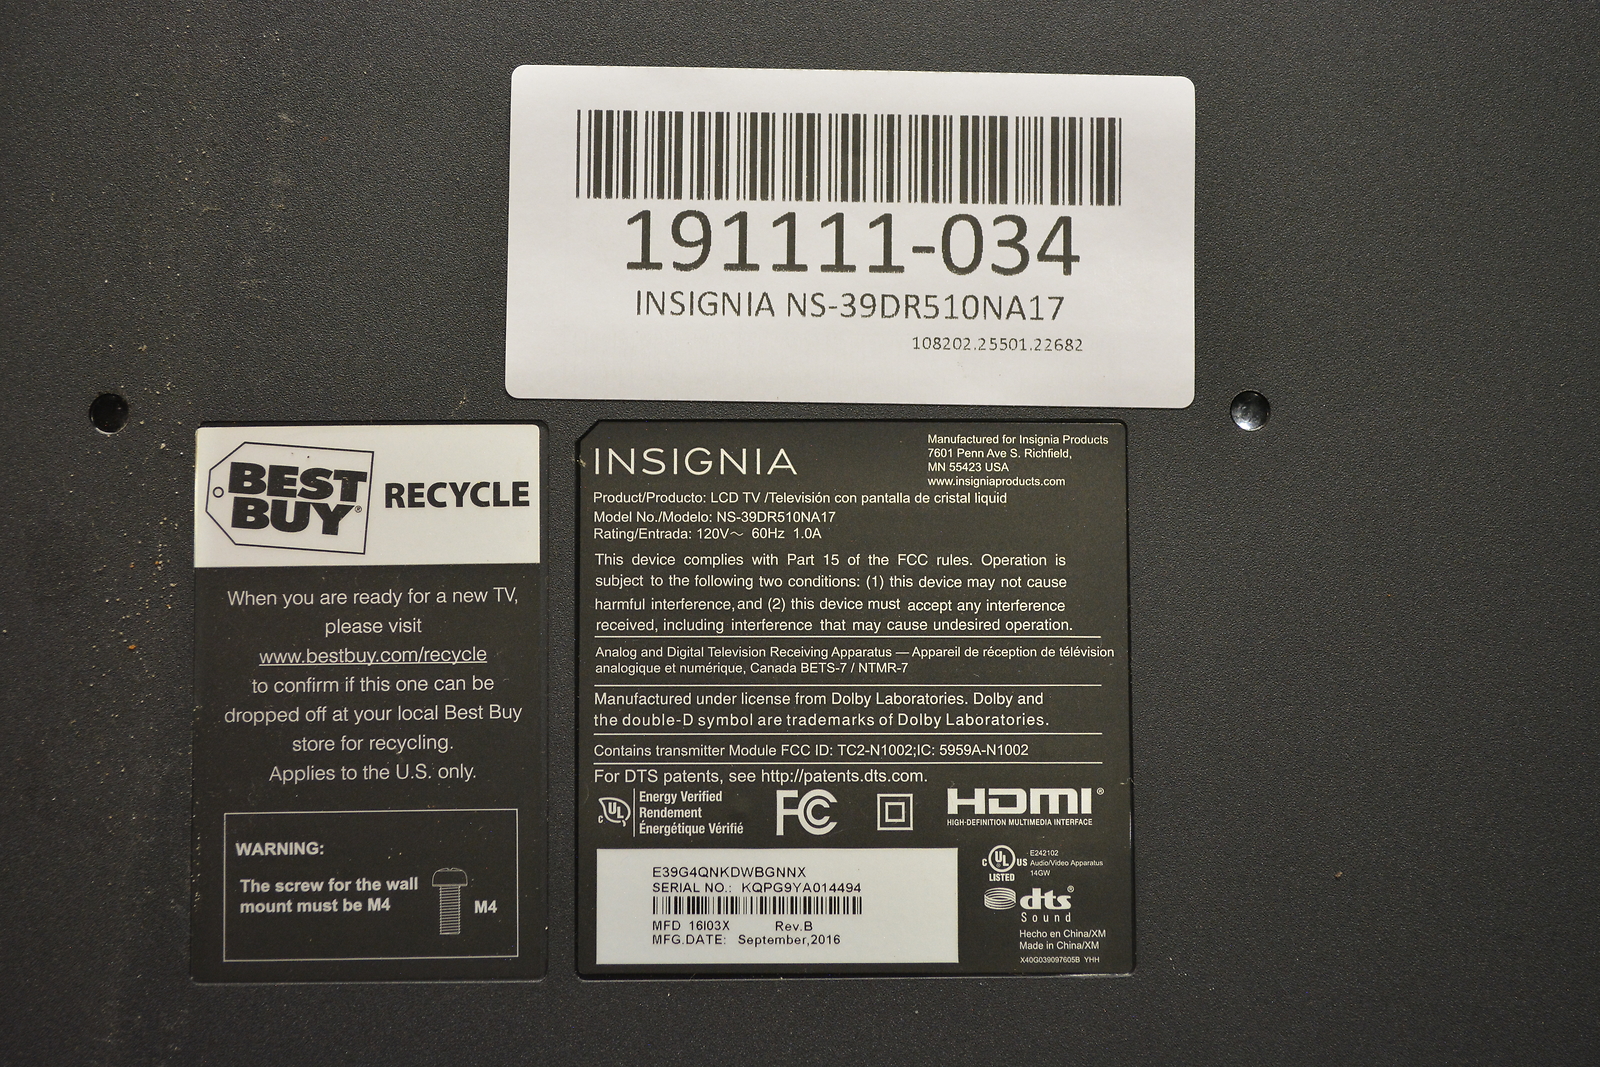 191111-034
INSIGNIA NS-39DR510NA17
108202.25501.22682
BEST
BUY®
RECYCLE
When you are ready for a new TV,
please visit
www.bestbuy.com/recycle
to confirm if this one can be
dropped off at your local Best Buy
store for recycling.
Applies to the U.S. only.
WARNING:
The screw for the wall
mount must be M4
M4
INSIGNIA
Manufactured for Insignia Products
7601 Penn Ave S. Richfield,
MN 55423 USA
www.insigniaproducts.com
Product/Producto: LCD TV /Televisión con pantalla de cristal liquid
Model No./Modelo: NS-39DR510NA17
Rating/Entrada: 120V～ 60Hz 1.0A
This device complies with Part 15 of the FCC rules. Operation is
subject to the following two conditions: (1) this device may not cause
harmful interference, and (2) this device must accept any interference
received, including interference that may cause undesired operation.
Analog and Digital Television Receiving Apparatus — Appareil de réception de télévision
analogique et numérique, Canada BETS-7 / NTMR-7
Manufactured under license from Dolby Laboratories. Dolby and
the double-D symbol are trademarks of Dolby Laboratories.
Contains transmitter Module FCC ID: TC2-N1002;IC: 5959A-N1002
For DTS patents, see http://patents.dts.com.
c UL
Energy Verified
Rendement
Énergétique Vérifié
FC
HDMI®
HIGH-DEFINITION MULTIMEDIA INTERFACE
E39G4QNKDWBGNNX
SERIAL NO.: KQPG9YA014494
MFD 16I03X Rev.B
MFG.DATE: September,2016
c UL US
LISTED
E242102
Audio/Video Apparatus
14GW
dts®
Sound
Hecho en China/XM
Made in China/XM
X40G039097605B YHH